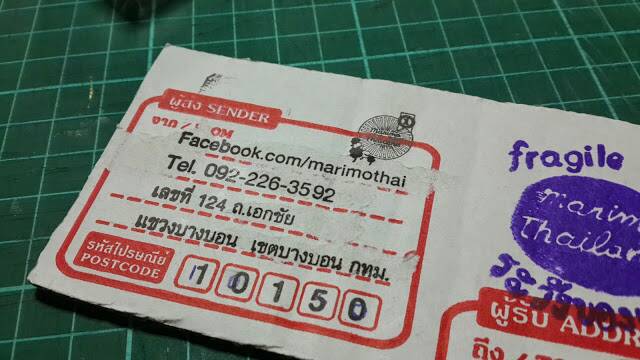 ผู้ส่ง SENDER
จาก / FROM
Facebook.com/marimothai
Tel. 092-226-3592
เลขที่ 124 ถ.เอกชัย
แขวงบางบอน เขตบางบอน กทม.
รหัสไปรษณีย์
POSTCODE
10150
fragile
marim
Thailan
ผู้รับ ADDR
ถึง /